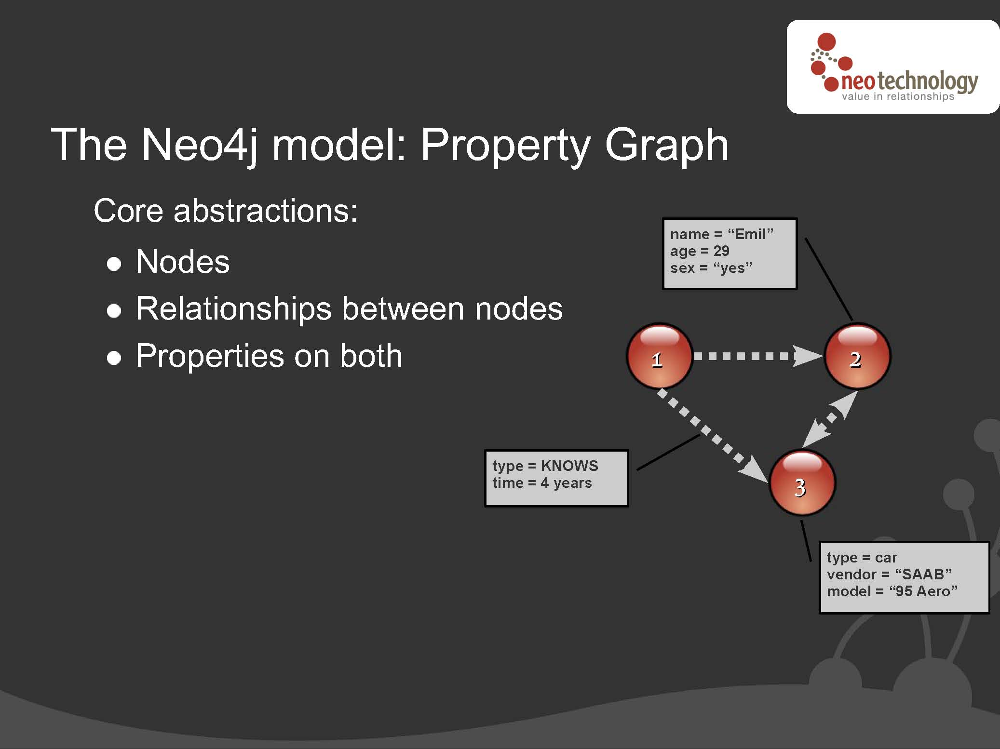 neotechnology
value in relationships
The Neo4j model: Property Graph
Core abstractions:
● Nodes
● Relationships between nodes
● Properties on both
name = “Emil”
age = 29
sex = “yes”
1
2
type = KNOWS
time = 4 years
3
type = car
vendor = “SAAB”
model = “95 Aero”